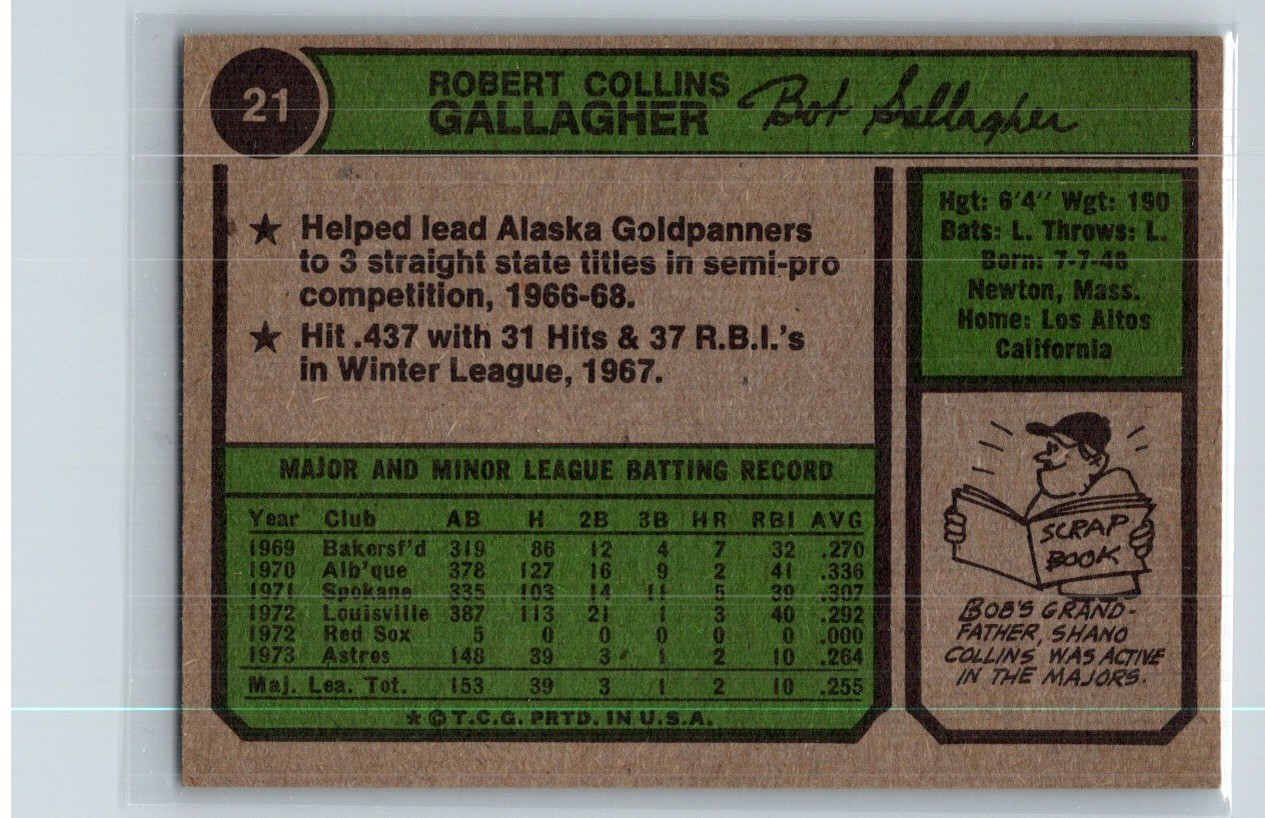 21
ROBERT COLLINS
GALLAGHER
Bob Gallagher
★ Helped lead Alaska Goldpanners
to 3 straight state titles in semi-pro
competition, 1966-68.
★ Hit .437 with 31 Hits & 37 R.B.I.'s
in Winter League, 1967.
Hgt: 6'4" Wgt: 190
Bats: L. Throws: L.
Born: 7-7-48
Newton, Mass.
Home: Los Altos
California
MAJOR AND MINOR LEAGUE BATTING RECORD
Year Club AB H 2B 3B HR RBI AVG
1969 Bakersf'd 319 86 12 4 7 32 .270
1970 Alb'que 378 127 16 9 2 41 .336
1971 Spokane 335 103 14 11 5 39 .307
1972 Louisville 387 113 21 1 3 40 .292
1972 Red Sox 5 0 0 0 0 0 .000
1973 Astros 148 39 3 1 2 10 .264
Maj. Lea. Tot. 153 39 3 1 2 10 .255
* © T.C.G. PRTD. IN U.S.A.
SCRAP
BOOK
BOB'S GRAND-
FATHER, SHANO
COLLINS, WAS ACTIVE
IN THE MAJORS.